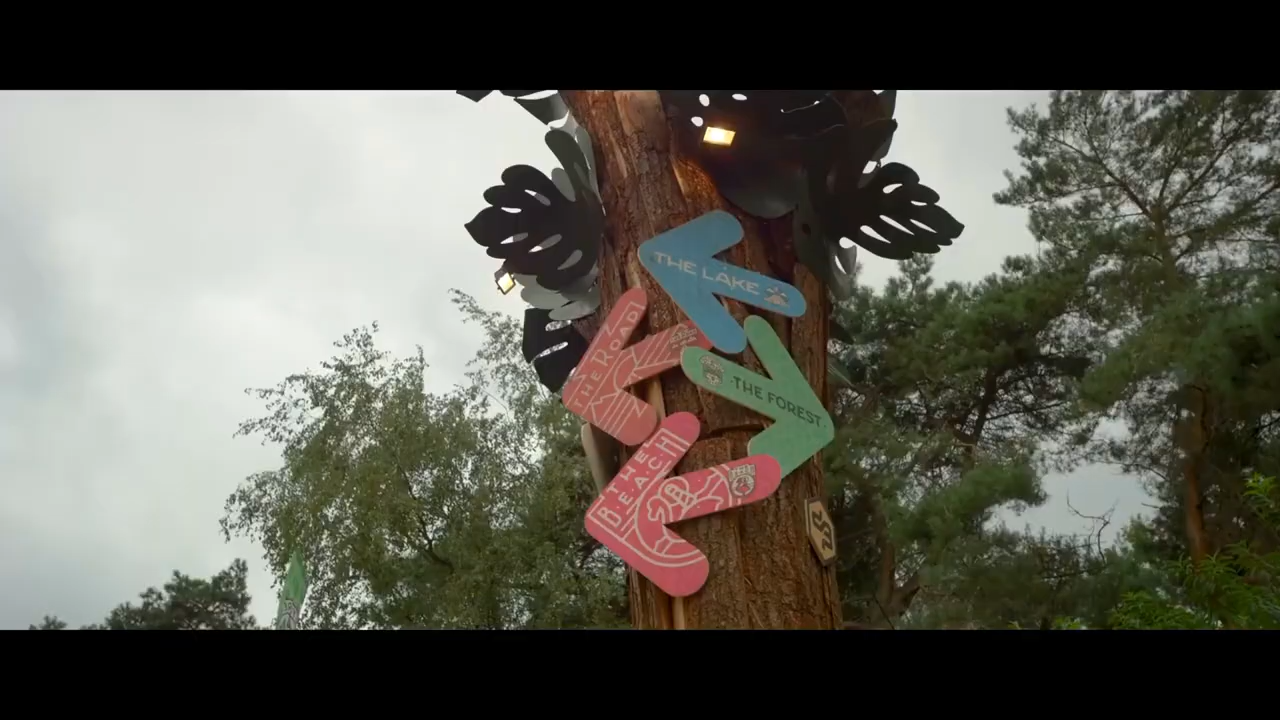 THE LAKE
THE ROAD
·THE FOREST·
THE
BEACH